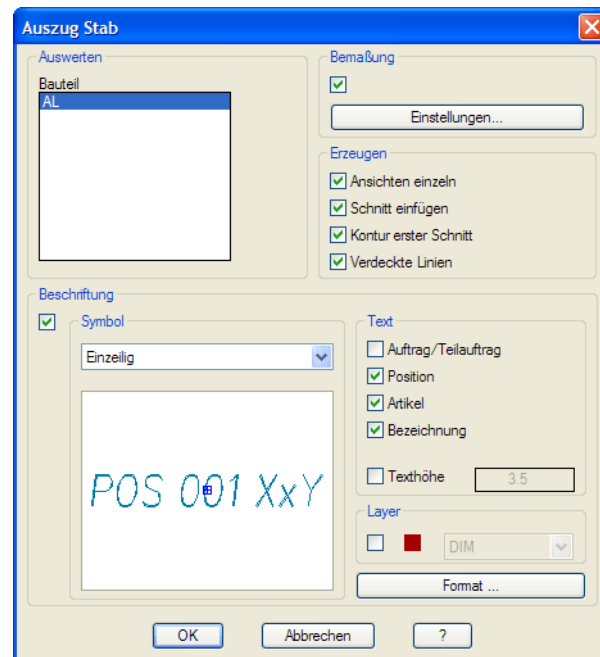 Auszug Stab
Auswerten
Bauteil
AL
Bemaßung
Einstellungen...
Erzeugen
Ansichten einzeln
Schnitt einfügen
Kontur erster Schnitt
Verdeckte Linien
Beschriftung
Symbol
Einzeilig
POS 001 XxY
Text
Auftrag/Teilauftrag
Position
Artikel
Bezeichnung
Texthöhe 3.5
Layer
DIM
Format ...
OK Abbrechen ?